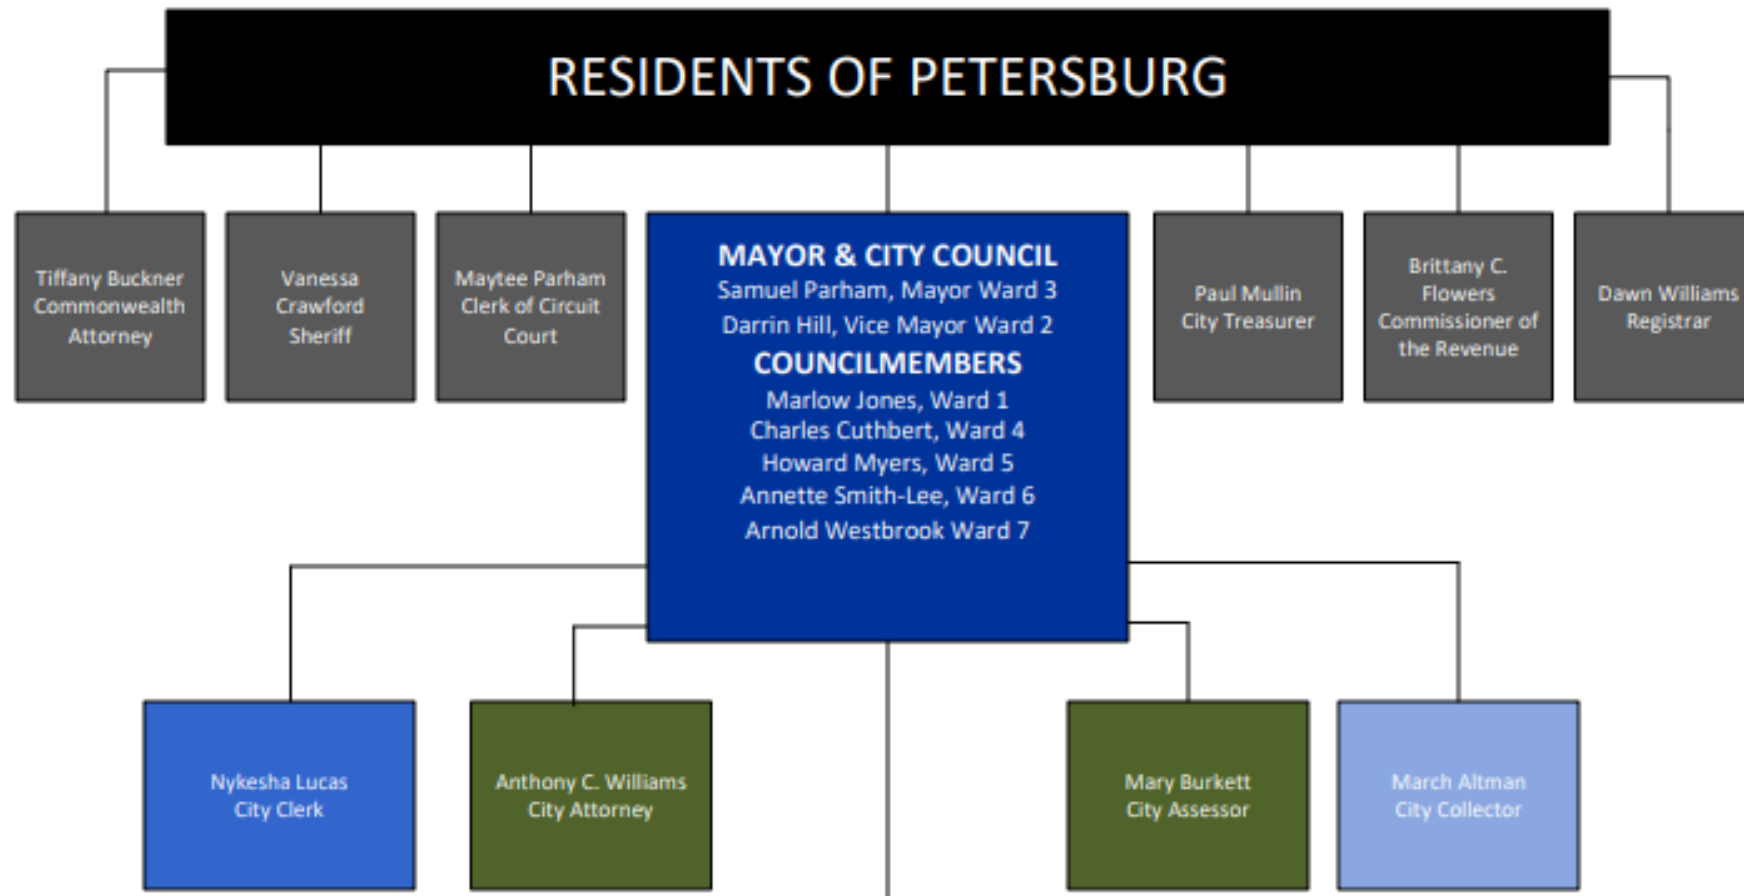 RESIDENTS OF PETERSBURG
Tiffany Buckner
Commonwealth
Attorney
Vanessa
Crawford
Sheriff
Maytee Parham
Clerk of Circuit
Court
MAYOR & CITY COUNCIL
Samuel Parham, Mayor Ward 3
Darrin Hill, Vice Mayor Ward 2
COUNCILMEMBERS
Marlow Jones, Ward 1
Charles Cuthbert, Ward 4
Howard Myers, Ward 5
Annette Smith-Lee, Ward 6
Arnold Westbrook Ward 7
Paul Mullin
City Treasurer
Brittany C.
Flowers
Commissioner of
the Revenue
Dawn Williams
Registrar
Nykesha Lucas
City Clerk
Anthony C. Williams
City Attorney
Mary Burkett
City Assessor
March Altman
City Collector